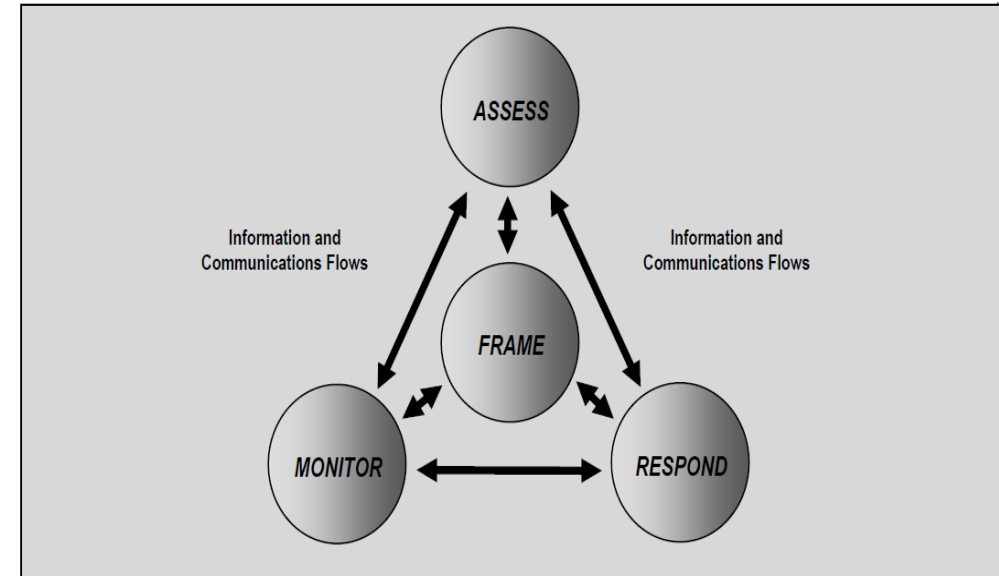 ASSESS
Information and
Communications Flows
Information and
Communications Flows
FRAME
MONITOR
RESPOND